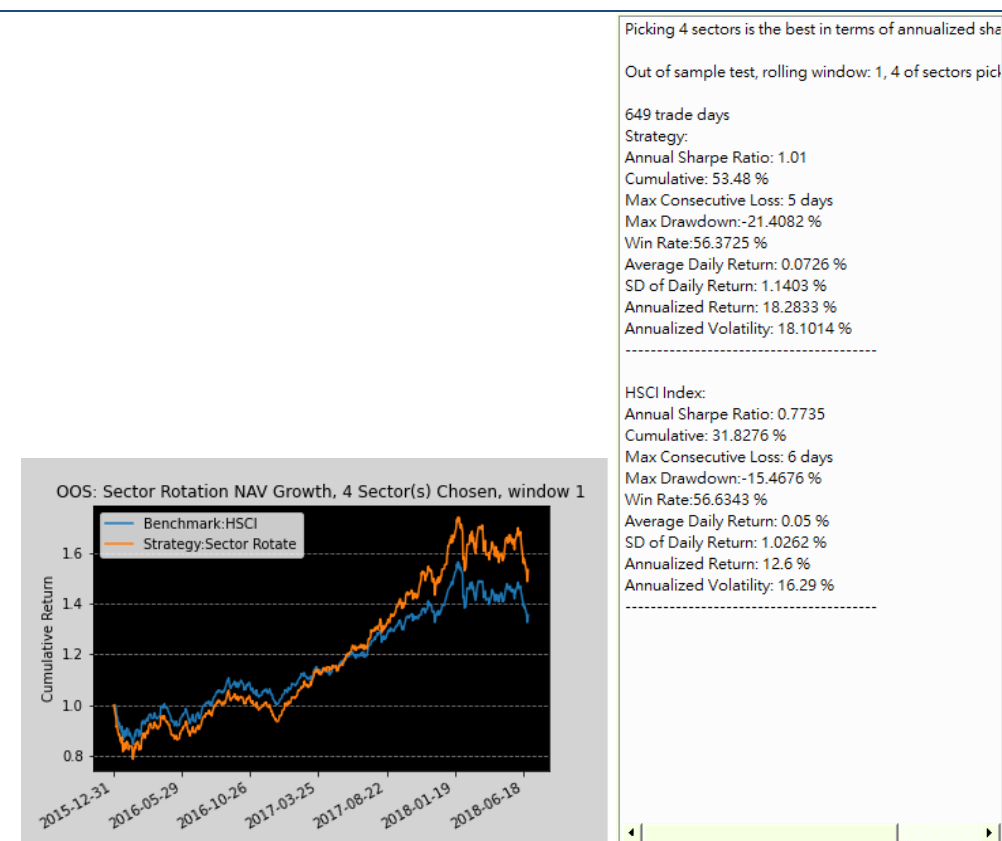 Picking 4 sectors is the best in terms of annualized sha
Out of sample test, rolling window: 1, 4 of sectors pick
649 trade days
Strategy:
Annual Sharpe Ratio: 1.01
Cumulative: 53.48 %
Max Consecutive Loss: 5 days
Max Drawdown:-21.4082 %
Win Rate:56.3725 %
Average Daily Return: 0.0726 %
SD of Daily Return: 1.1403 %
Annualized Return: 18.2833 %
Annualized Volatility: 18.1014 %
----------------------------------------
HSCI Index:
Annual Sharpe Ratio: 0.7735
Cumulative: 31.8276 %
Max Consecutive Loss: 6 days
Max Drawdown:-15.4676 %
Win Rate:56.6343 %
Average Daily Return: 0.05 %
SD of Daily Return: 1.0262 %
Annualized Return: 12.6 %
Annualized Volatility: 16.29 %
----------------------------------------
OOS: Sector Rotation NAV Growth, 4 Sector(s) Chosen, window 1
Benchmark:HSCI
Strategy:Sector Rotate
Cumulative Return
1.6
1.4
1.2
1.0
0.8
2015-12-31
2016-05-29
2016-10-26
2017-03-25
2017-08-22
2018-01-19
2018-06-18